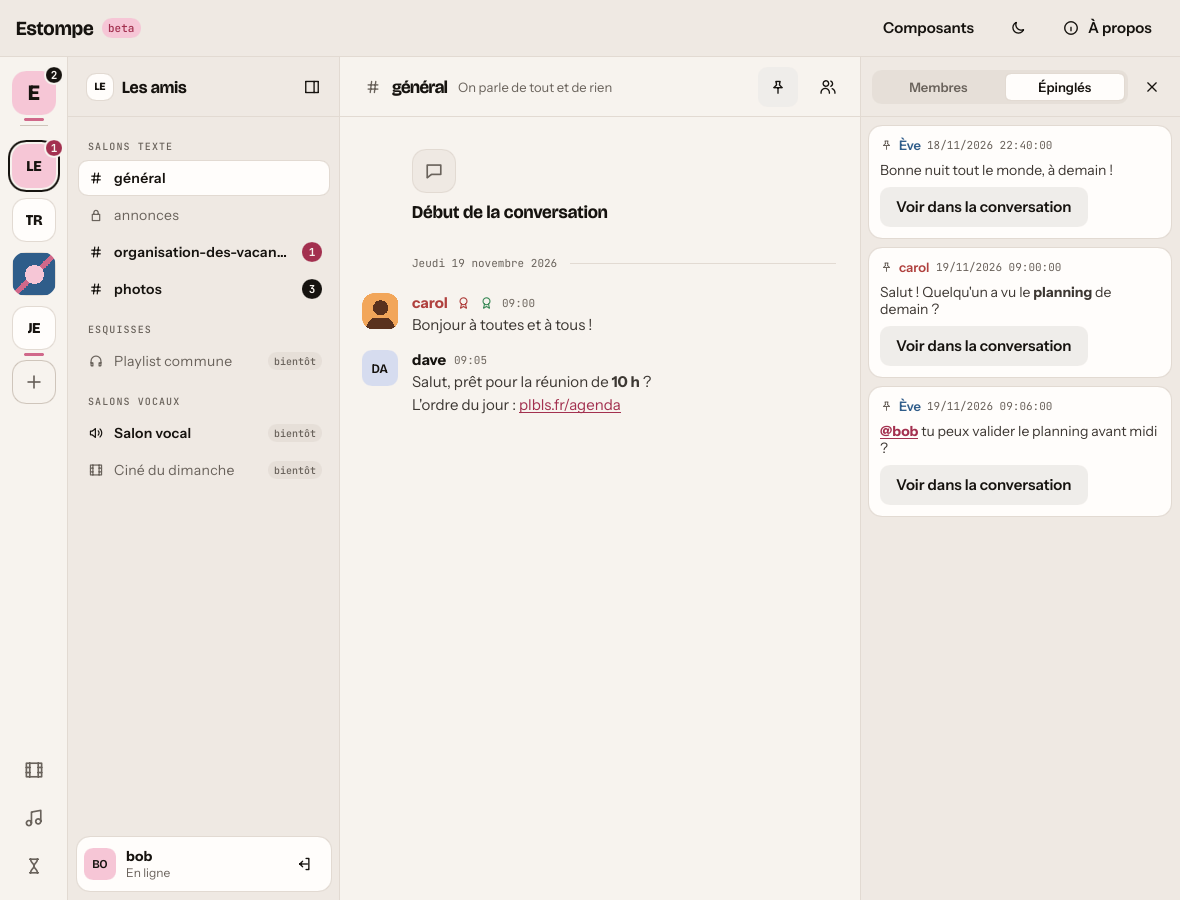 Estompe beta
Composants
À propos
E 2
LE 1
TR
JE
LE Les amis
SALONS TEXTE
général
annonces
organisation-des-vacan... 1
photos 3
ESQUISSES
Playlist commune bientôt
SALONS VOCAUX
Salon vocal bientôt
Ciné du dimanche bientôt
BO bob
En ligne
# général On parle de tout et de rien
Début de la conversation
Jeudi 19 novembre 2026
carol 09:00
Bonjour à toutes et à tous !
DA dave 09:05
Salut, prêt pour la réunion de 10 h ?
L'ordre du jour : plbls.fr/agenda
Membres Épinglés
Ève 18/11/2026 22:40:00
Bonne nuit tout le monde, à demain !
Voir dans la conversation
carol 19/11/2026 09:00:00
Salut ! Quelqu'un a vu le planning de
demain ?
Voir dans la conversation
Ève 19/11/2026 09:06:00
@bob tu peux valider le planning avant midi
?
Voir dans la conversation